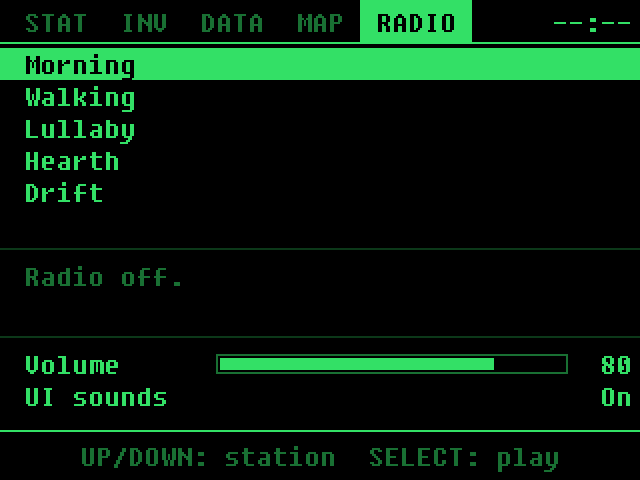 STAT INV DATA MAP RADIO --:--
Morning
Walking
Lullaby
Hearth
Drift
Radio off.
Volume 80
UI sounds On
UP/DOWN: station SELECT: play